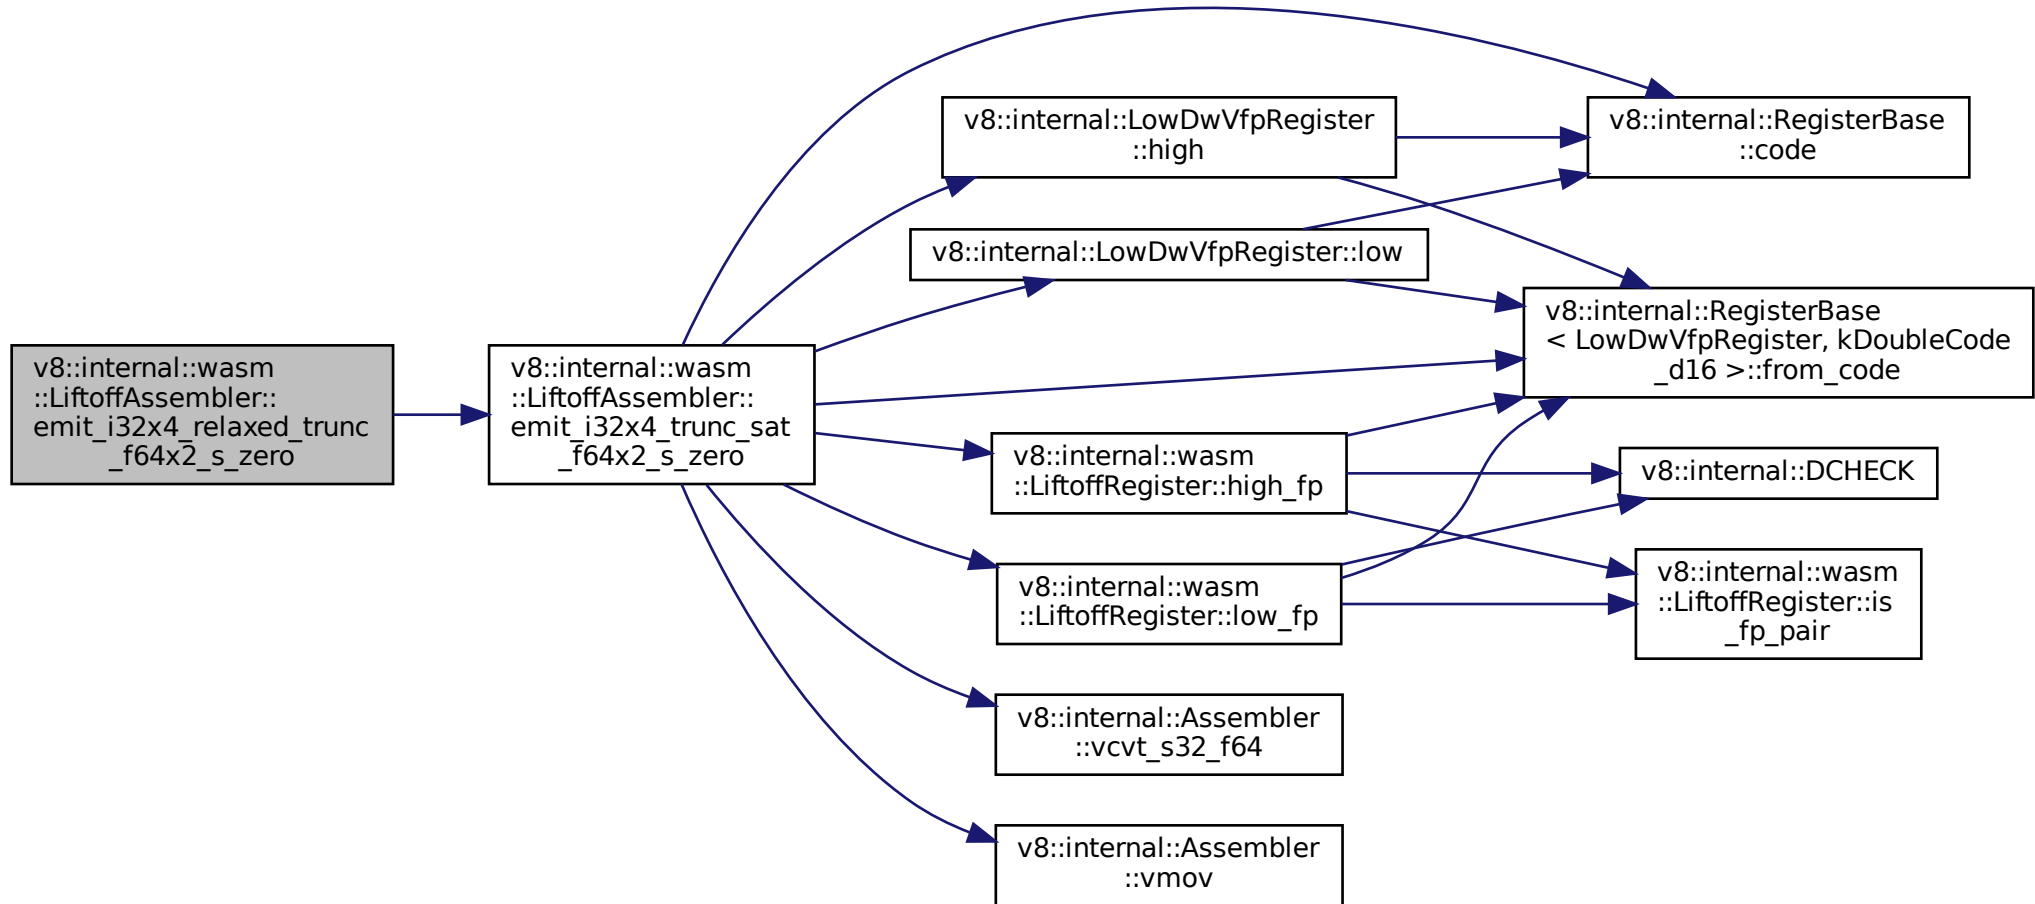 v8::internal::wasm
::LiftoffAssembler::
emit_i32x4_relaxed_trunc
_f64x2_s_zero
v8::internal::wasm
::LiftoffAssembler::
emit_i32x4_trunc_sat
_f64x2_s_zero
v8::internal::LowDwVfpRegister
::high
v8::internal::RegisterBase
::code
v8::internal::LowDwVfpRegister::low
v8::internal::RegisterBase
< LowDwVfpRegister, kDoubleCode
_d16 >::from_code
v8::internal::wasm
::LiftoffRegister::high_fp
v8::internal::DCHECK
v8::internal::wasm
::LiftoffRegister::low_fp
v8::internal::wasm
::LiftoffRegister::is
_fp_pair
v8::internal::Assembler
::vcvt_s32_f64
v8::internal::Assembler
::vmov